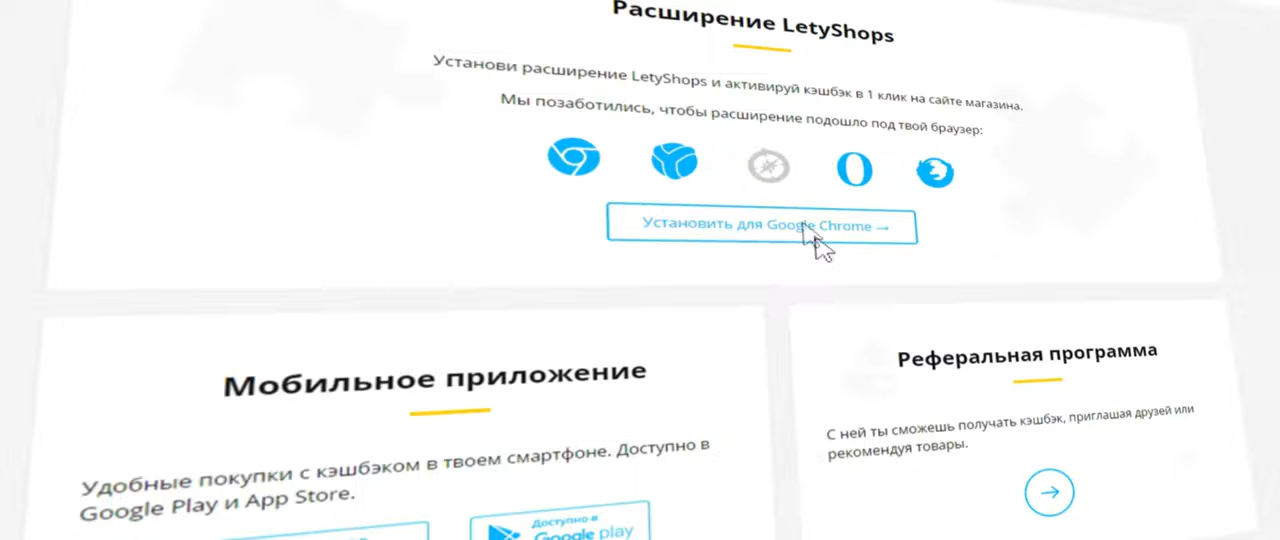 Расширение LetyShops
Установи расширение LetyShops и активируй кэшбэк в 1 клик на сайте магазина.
Мы позаботились, чтобы расширение подошло под твой браузер:
Установить для Google Chrome →
Мобильное приложение
Удобные покупки с кэшбэком в твоем смартфоне. Доступно в
Google Play и App Store.
Доступно в
Google play
Реферальная программа
С ней ты сможешь получать кэшбэк, приглашая друзей или
рекомендуя товары.